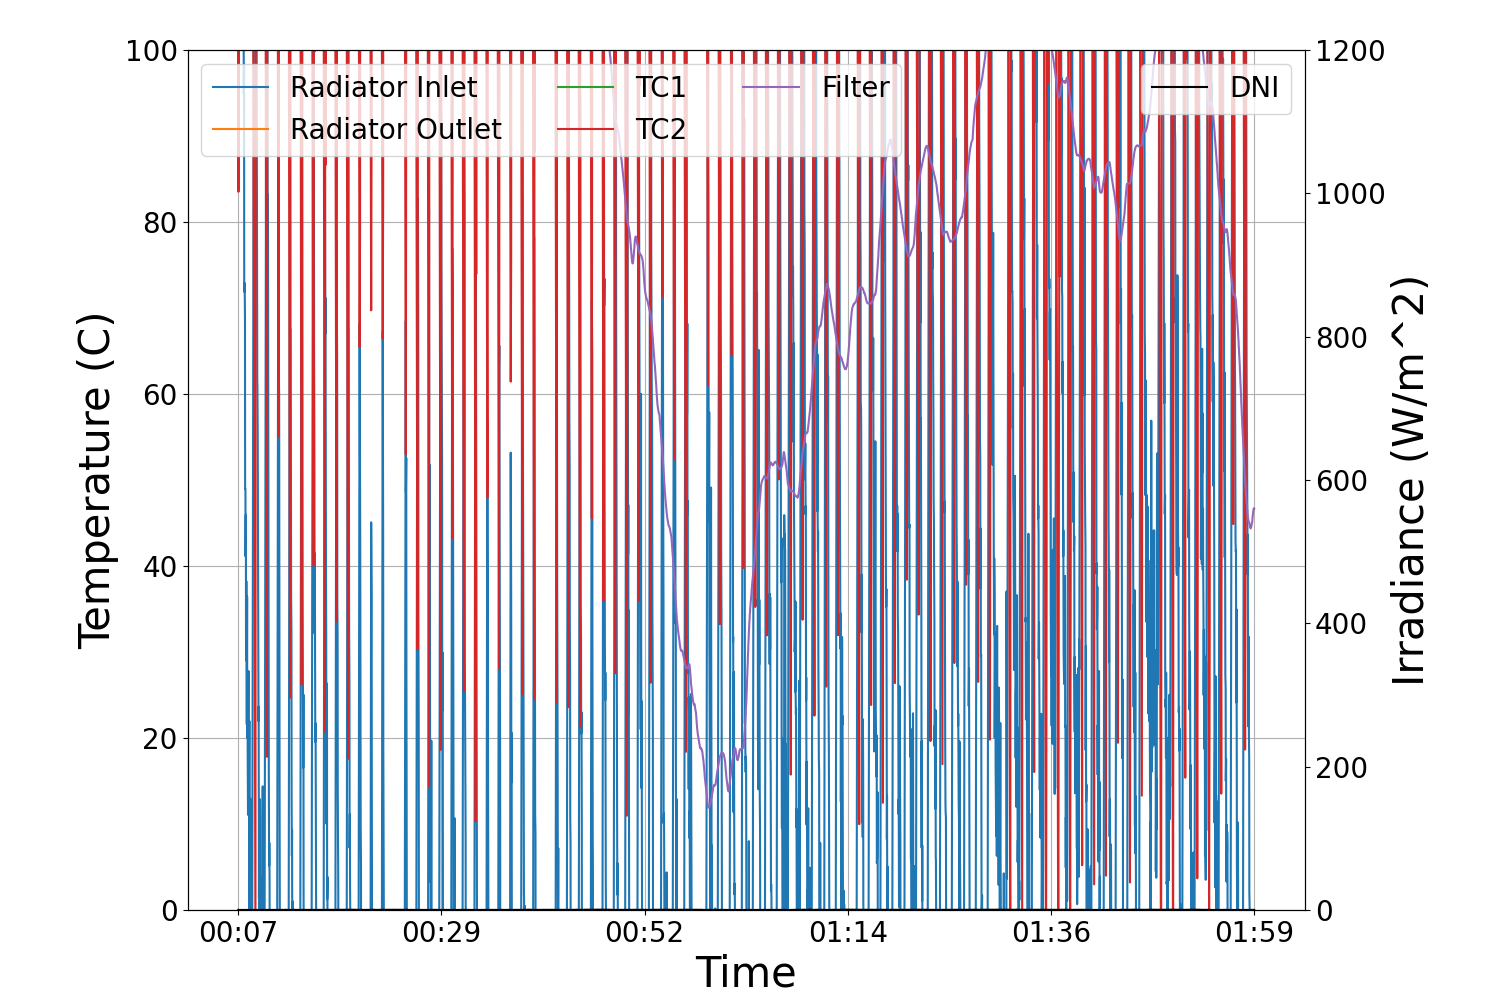 100
80
60
40
20
0
Temperature (C)
Radiator Inlet
Radiator Outlet
TC1
TC2
Filter
DNI
1200
1000
800
600
400
200
0
Irradiance (W/m^2)
00:07 00:29 00:52 01:14 01:36 01:59
Time